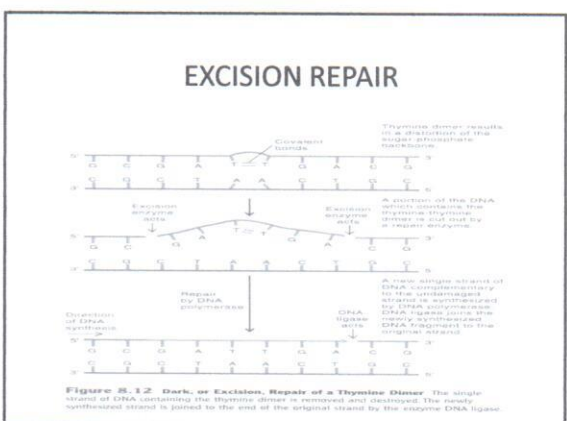 EXCISION REPAIR
Covalent
bonds
Thymine dimer results
in a distortion of the
sugar-phosphate
backbone.
5' G C G A T T G A C G 3'
C G C T A A C T G C 5'
Excision
enzyme
acts
Excision
enzyme
acts
A portion of the DNA
which contains the
thymine-thymine
dimer is cut out by
a repair enzyme.
5' G C G A T T G A C G 3'
C G C T A A C T G C 5'
Repair
by DNA
polymerase
Direction
of DNA
synthesis
DNA
ligase
acts
A new single strand of
DNA complementary
to the undamaged
strand is synthesized
by DNA polymerase.
DNA ligase joins the
newly synthesized
DNA fragment to the
original strand.
5' G C G A T T G A C G 3'
C G C T A A C T G C 5'
Figure 8.12 Dark, or Excision, Repair of a Thymine Dimer The single
strand of DNA containing the thymine dimer is removed and destroyed. The newly
synthesized strand is joined to the end of the original strand by the enzyme DNA ligase.